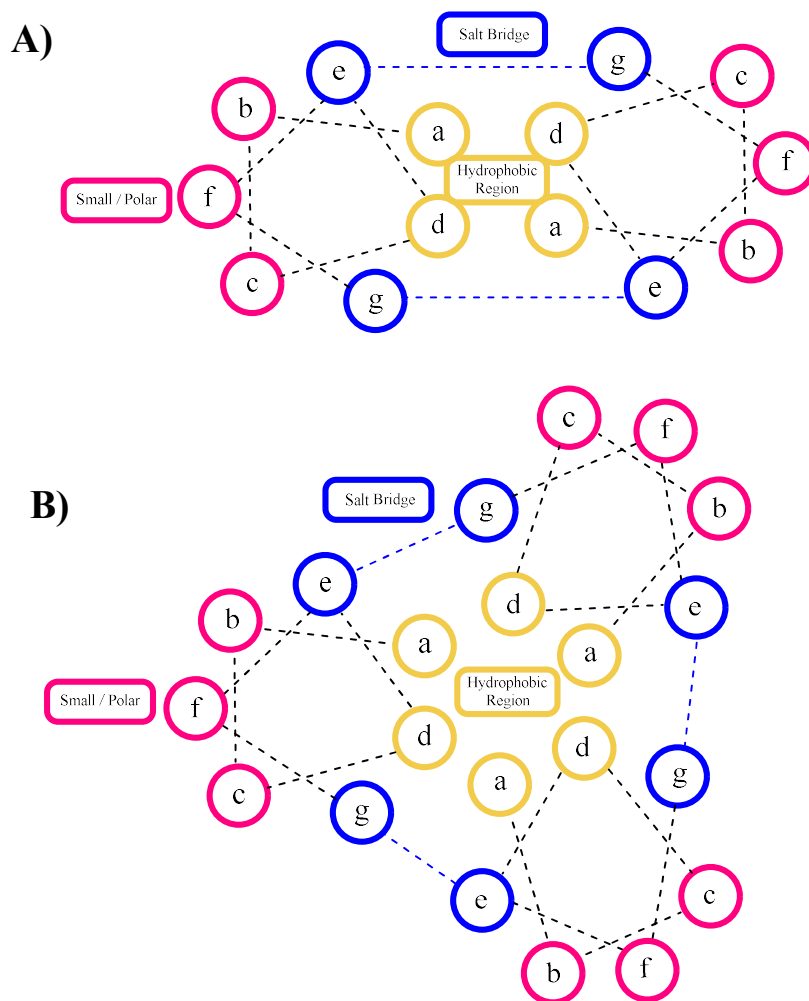 A)
Salt Bridge
e
g
c
b
a
d
f
Hydrophobic
Region
Small / Polar
f
d
a
b
c
g
e
B)
c
f
Salt Bridge
g
b
e
d
e
b
a
a
Hydrophobic
Region
Small / Polar
f
d
d
a
g
c
g
e
c
b
f